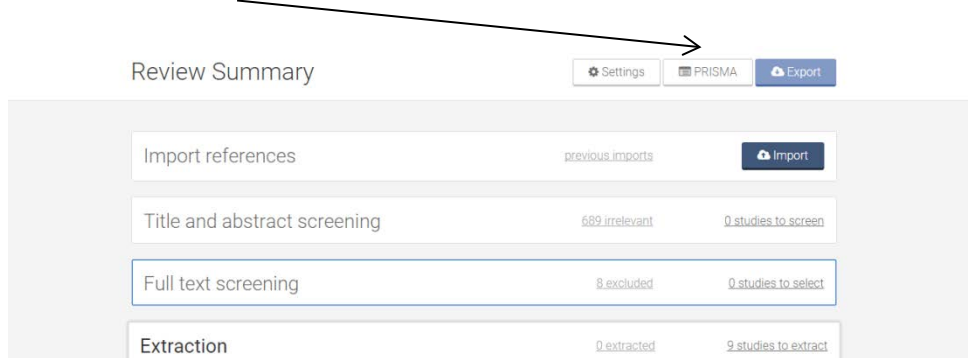 Review Summary Settings PRISMA Export
Import references previous imports Import
Title and abstract screening 689 irrelevant 0 studies to screen
Full text screening 8 excluded 0 studies to select
Extraction 0 extracted 9 studies to extract